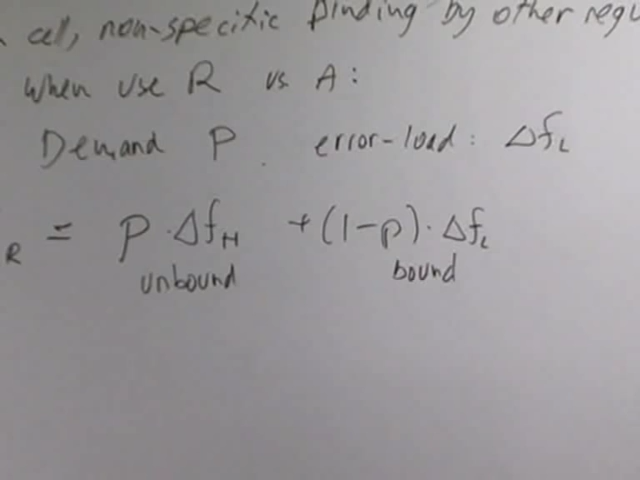 cell, non-specific binding by other regu
when use R vs A:
Demand P. error-load: Δf_L
R = p·Δf_H + (1-p)·Δf_L
unbound bound